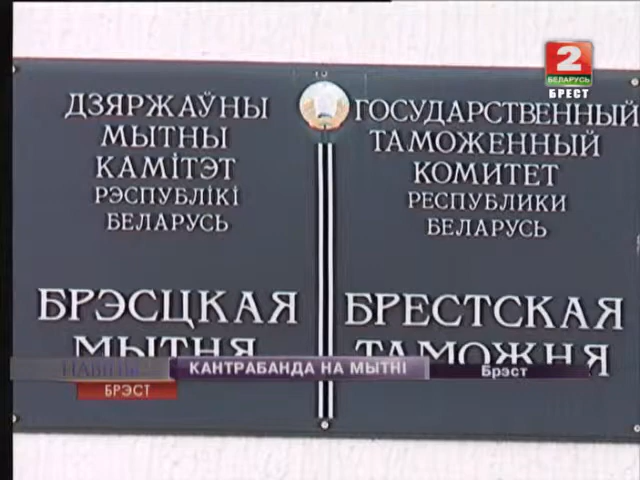 2
БЕЛАРУСЬ
БРЕСТ
ДЗЯРЖАЎНЫ
МЫТНЫ
КАМІТЭТ
РЭСПУБЛІКІ
БЕЛАРУСЬ
БРЭСЦКАЯ
МЫТНЯ
ГОСУДАРСТВЕННЫЙ
ТАМОЖЕННЫЙ
КОМИТЕТ
РЕСПУБЛИКИ
БЕЛАРУСЬ
БРЕСТСКАЯ
ТАМОЖНЯ
КАНТРАБАНДА НА МЫТНІ
Брэст
БРЭСТ